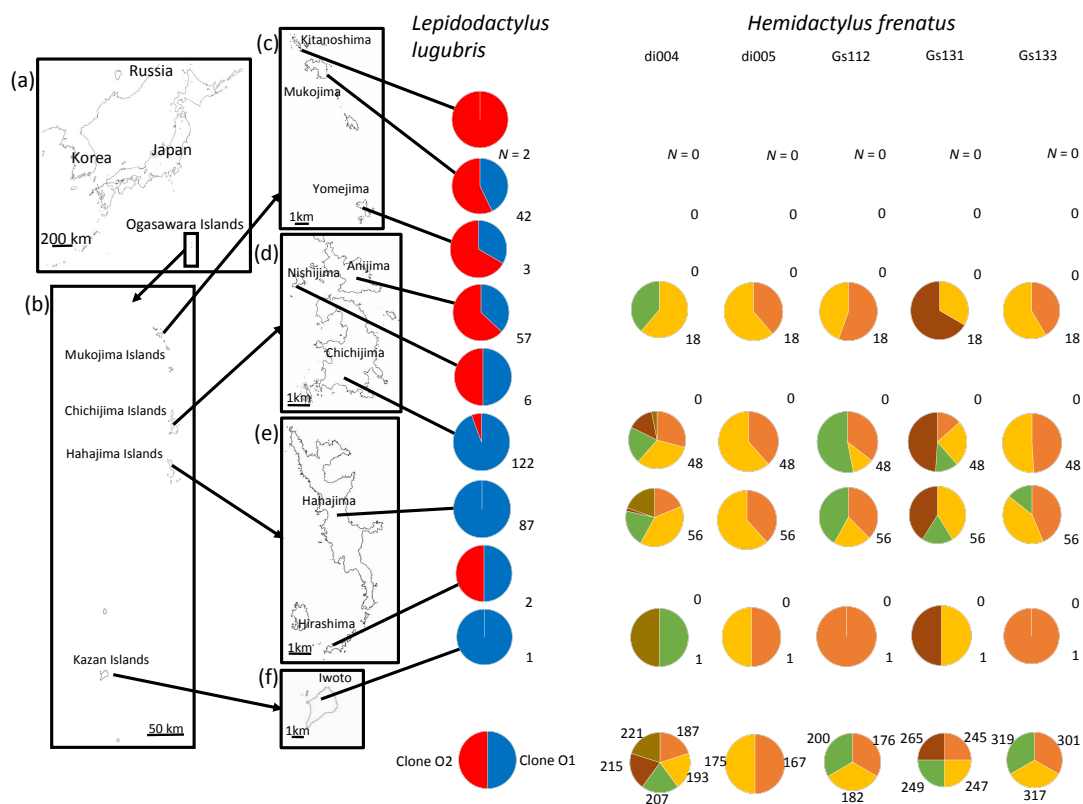 Lepidodactylus
lugubris
Hemidactylus frenatus
di004
di005
Gs112
Gs131
Gs133
(a)
Russia
Korea
Japan
Ogasawara Islands
200 km
(b)
Mukojima Islands
Chichijima Islands
Hahajima Islands
Kazan Islands
50 km
(c)
Kitanoshima
Mukojima
Yomejima
1km
(d)
Nishijima
Anijima
Chichijima
1km
(e)
Hahajima
Hirashima
1km
(f)
Iwoto
1km
N = 2
N = 0
N = 0
N = 0
N = 0
N = 0
42
0
0
0
0
0
3
0
0
0
0
0
57
18
18
18
18
18
6
0
0
0
0
0
122
48
48
48
48
48
87
56
56
56
56
56
2
0
0
0
0
0
1
1
1
1
1
1
Clone O2
Clone O1
221
187
215
193
207
175
167
200
176
182
265
245
249
247
319
301
317